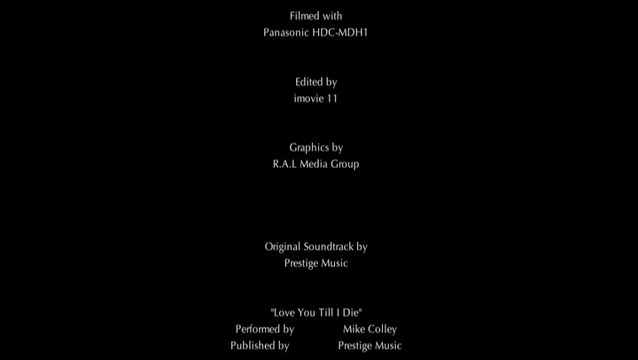 Filmed with
Panasonic HDC-MDH1
Edited by
imovie 11
Graphics by
R.A.L Media Group
Original Soundtrack by
Prestige Music
"Love You Till I Die"
Performed by Mike Colley
Published by Prestige Music